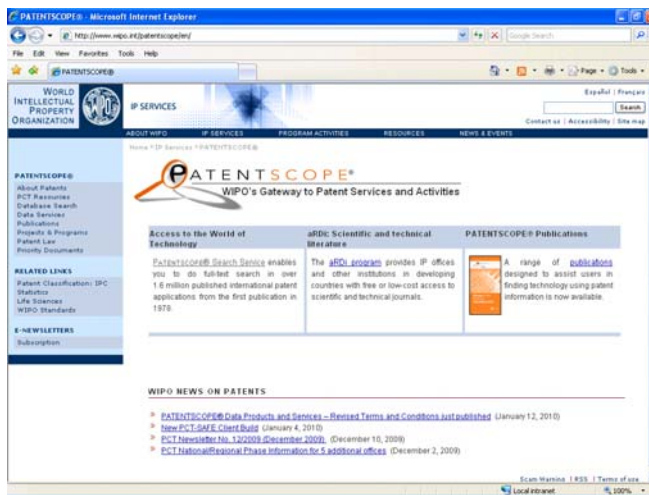 PATENTSCOPE® - Microsoft Internet Explorer
http://www.wipo.int/patentscope/en/
Google Search
File Edit View Favorites Tools Help
PATENTSCOPE®
Page Tools
WORLD
INTELLECTUAL
PROPERTY
ORGANIZATION
IP SERVICES
Español | Français
Search
Contact us | Accessibility | Site map
ABOUT WIPO IP SERVICES PROGRAM ACTIVITIES RESOURCES NEWS & EVENTS
Home > IP Services > PATENTSCOPE®
PATENTSCOPE®
About Patents
PCT Resources
Database Search
Data Services
Publications
Projects & Programs
Patent Law
Priority Documents
RELATED LINKS
Patent Classification: IPC
Statistics
Life Sciences
WIPO Standards
E-NEWSLETTERS
Subscription
PATENTSCOPE®
WIPO's Gateway to Patent Services and Activities
Access to the World of
Technology
PATENTSCOPE® Search Service enables
you to do full-text search in over
1.6 million published international patent
applications from the first publication in
1978.
aRDi: Scientific and technical
literature
The aRDi program provides IP offices
and other institutions in developing
countries with free or low-cost access to
scientific and technical journals.
PATENTSCOPE® Publications
A range of publications
designed to assist users in
finding technology using patent
information is now available.
WIPO NEWS ON PATENTS
» PATENTSCOPE® Data Products and Services – Revised Terms and Conditions just published (January 12, 2010)
» New PCT-SAFE Client Build (January 4, 2010)
» PCT Newsletter No. 12/2009 (December 2009) (December 10, 2009)
» PCT National/Regional Phase Information for 5 additional offices (December 2, 2009)
Scam Warning | RSS | Terms of use
Local intranet 100%